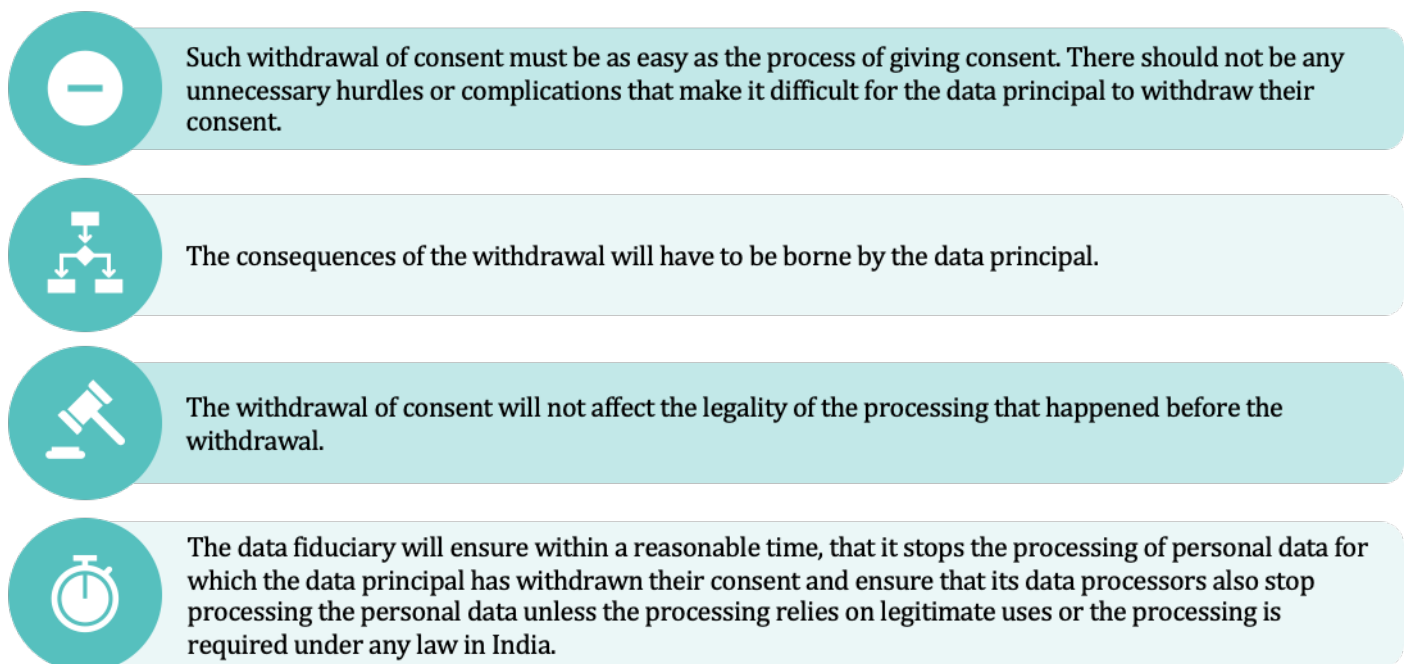 Such withdrawal of consent must be as easy as the process of giving consent. There should not be any
unnecessary hurdles or complications that make it difficult for the data principal to withdraw their
consent.
The consequences of the withdrawal will have to be borne by the data principal.
The withdrawal of consent will not affect the legality of the processing that happened before the
withdrawal.
The data fiduciary will ensure within a reasonable time, that it stops the processing of personal data for
which the data principal has withdrawn their consent and ensure that its data processors also stop
processing the personal data unless the processing relies on legitimate uses or the processing is
required under any law in India.